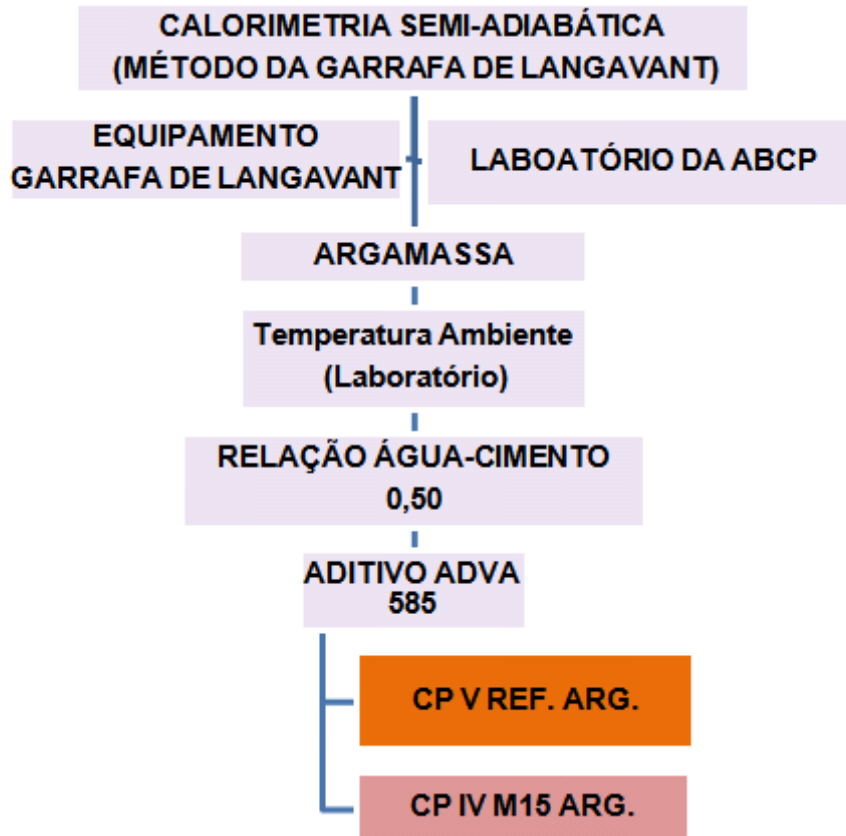 CALORIMETRIA SEMI-ADIABÁTICA
(MÉTODO DA GARRAFA DE LANGAVANT)
EQUIPAMENTO
GARRAFA DE LANGAVANT
LABOATÓRIO DA ABCP
ARGAMASSA
Temperatura Ambiente
(Laboratório)
RELAÇÃO ÁGUA-CIMENTO
0,50
ADITIVO ADVA
585
CP V REF. ARG.
CP IV M15 ARG.